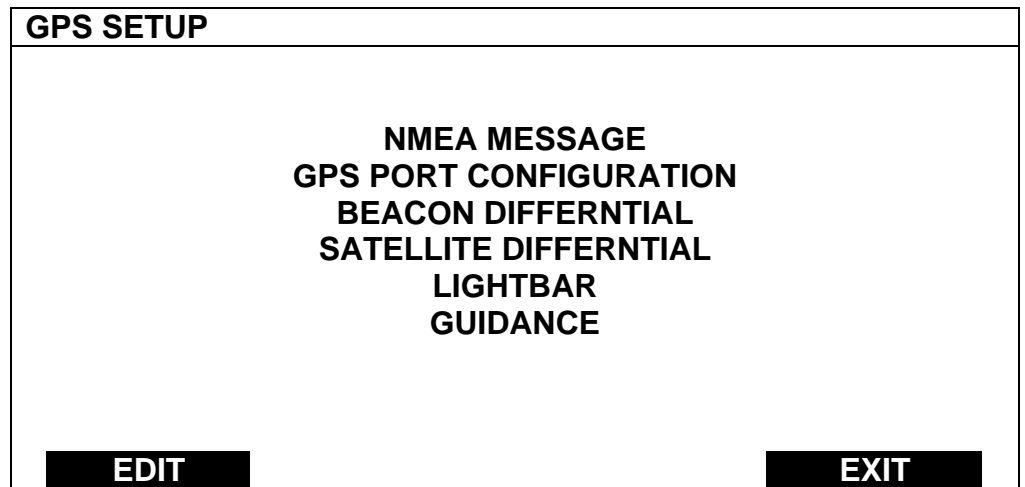 GPS SETUP
NMEA MESSAGE
GPS PORT CONFIGURATION
BEACON DIFFERNTIAL
SATELLITE DIFFERNTIAL
LIGHTBAR
GUIDANCE
EDIT EXIT